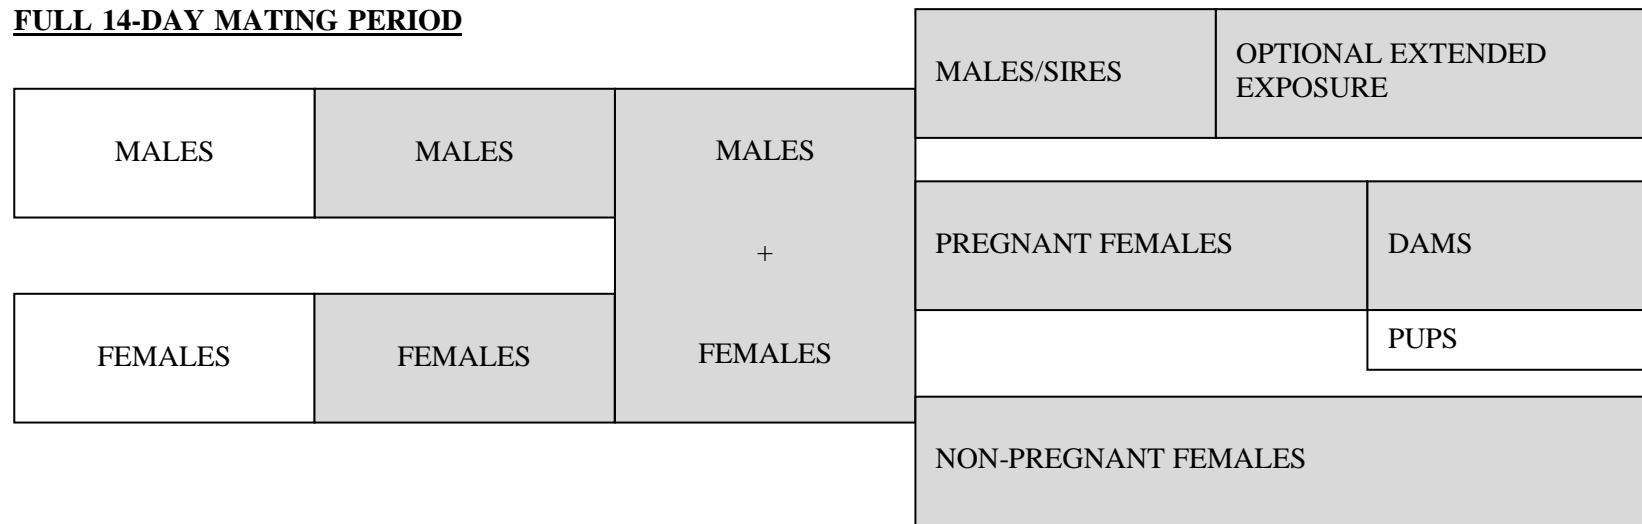 FULL 14-DAY MATING PERIOD
MALES/SIRES
OPTIONAL EXTENDED
EXPOSURE
MALES
MALES
MALES
+
FEMALES
PREGNANT FEMALES
DAMS
PUPS
FEMALES
FEMALES
NON-PREGNANT FEMALES